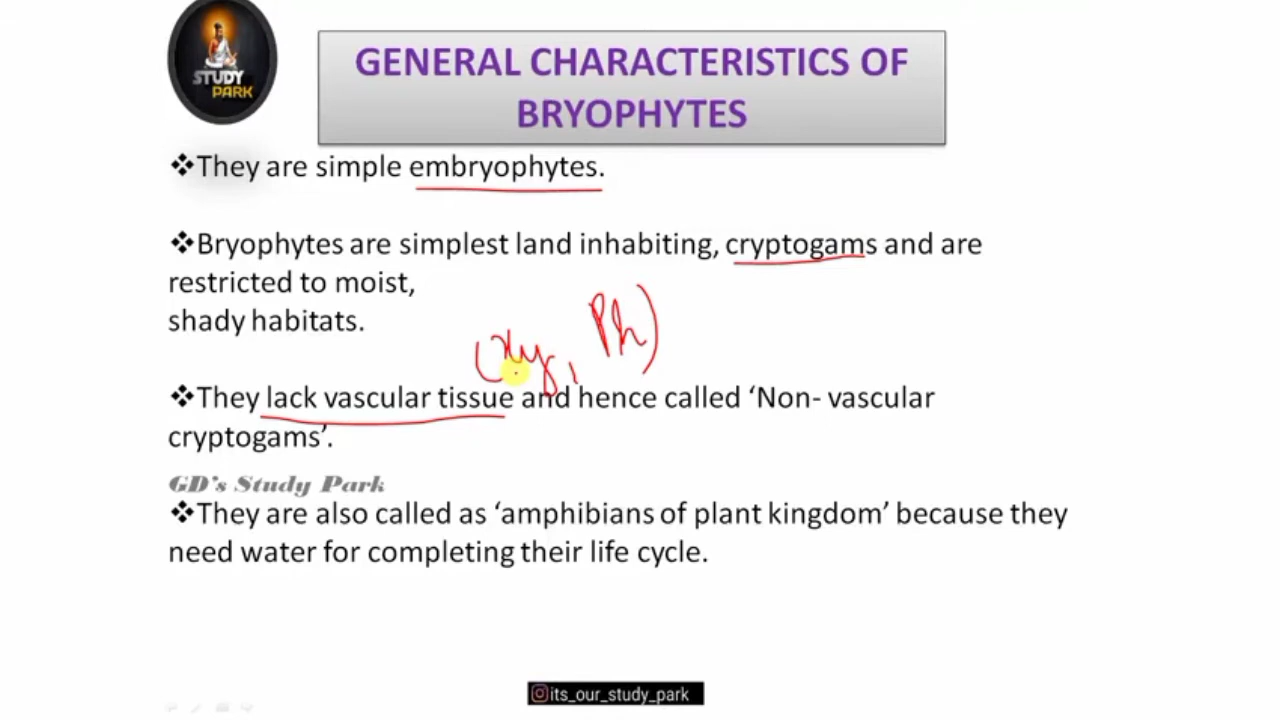 STUDY
PARK
GENERAL CHARACTERISTICS OF
BRYOPHYTES
❖They are simple embryophytes.
❖Bryophytes are simplest land inhabiting, cryptogams and are
restricted to moist,
shady habitats.
(xy, Ph)
❖They lack vascular tissue and hence called ‘Non- vascular
cryptogams’.
GD's Study Park
❖They are also called as ‘amphibians of plant kingdom’ because they
need water for completing their life cycle.
its_our_study_park